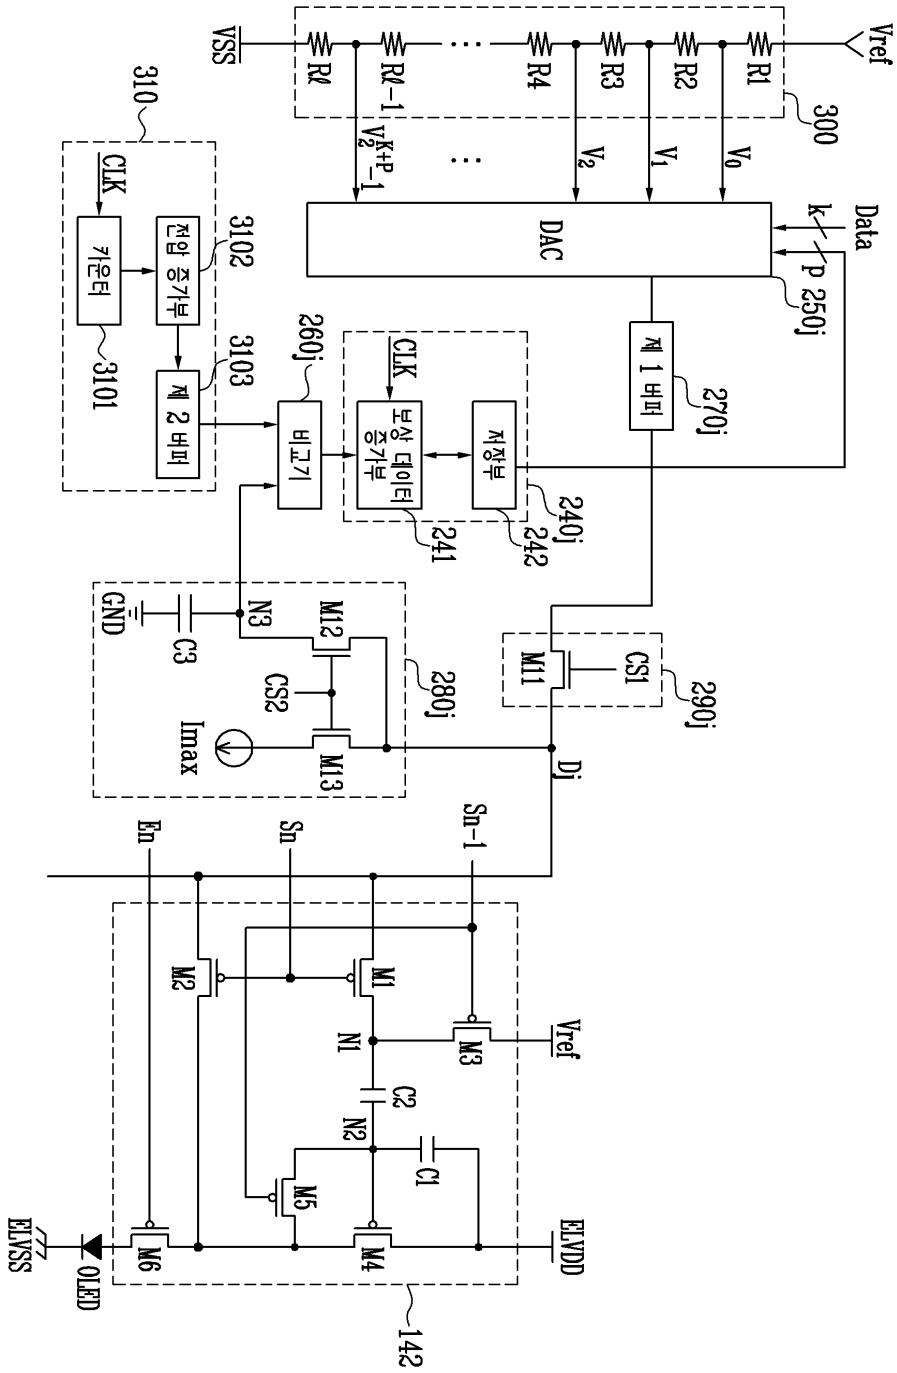 Vref
R1
R2
R3
R4
...
Rℓ-1
Rℓ
VSS
300
V0
V1
V2
...
V2^K+P-1
Data
k
p
DAC
250j
제 1 버퍼
270j
310
CLK
카운터
3101
전압 증가부
3102
제 2 버퍼
3103
260j
비교기
CLK
보상 데이터
증가부
241
저장부
242
240j
CS1
M11
290j
Dj
M12
N3
C3
GND
CS2
M13
Imax
280j
Sn-1
Sn
En
M1
M2
M3
Vref
N1
C2
N2
C1
M5
M4
M6
ELVDD
OLED
ELVSS
142